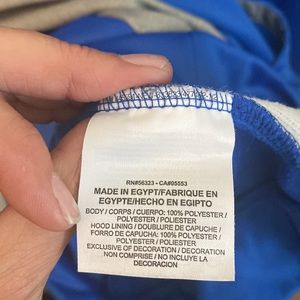 RN#56323 - CA#05553
MADE IN EGYPT/FABRIQUE EN
EGYPTE/HECHO EN EGIPTO
BODY / CORPS / CUERPO: 100% POLYESTER /
POLYESTER / POLIESTER
HOOD LINING / DOUBLURE DE CAPUCHE /
FORRO DE CAPUCHA: 100% POLYESTER /
POLYESTER / POLIESTER
EXCLUSIVE OF DECORATION / DECORATION
NON COMPRISE / NO INCLUYE LA
DECORACION